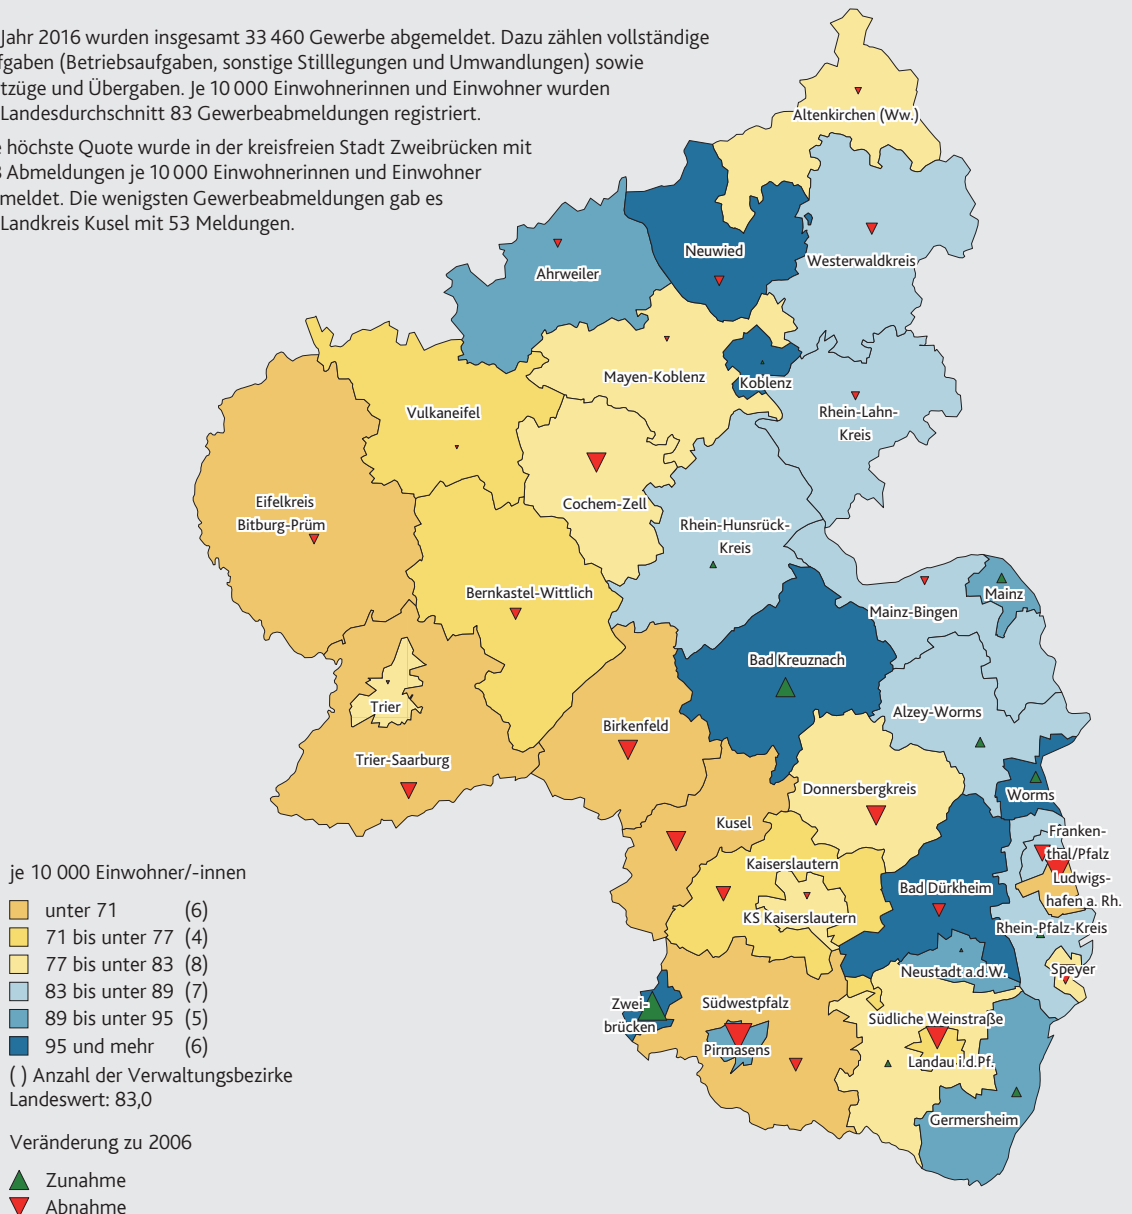 Jahr 2016 wurden insgesamt 33 460 Gewerbe abgemeldet. Dazu zählen vollständige
(Betriebsaufgaben, sonstige Stilllegungen und Umwandlungen) sowie
und Übergaben. Je 10 000 Einwohnerinnen und Einwohner wurden
Landesdurchschnitt 83 Gewerbeabmeldungen registriert.
höchste Quote wurde in der kreisfreien Stadt Zweibrücken mit
Abmeldungen je 10 000 Einwohnerinnen und Einwohner
meldet. Die wenigsten Gewerbeabmeldungen gab es
Landkreis Kusel mit 53 Meldungen.
Altenkirchen (Ww.)
Neuwied
Westerwaldkreis
Ahrweiler
Mayen-Koblenz
Koblenz
Vulkaneifel
Rhein-Lahn-
Kreis
Eifelkreis
Bitburg-Prüm
Cochem-Zell
Rhein-Hunsrück-
Kreis
Bernkastel-Wittlich
Mainz
Mainz-Bingen
Bad Kreuznach
Trier
Alzey-Worms
Birkenfeld
Trier-Saarburg
Donnersbergkreis
Worms
Kusel
Franken-
thal/Pfalz
Kaiserslautern
Ludwigs-
hafen a. Rh.
Bad Dürkheim
KS Kaiserslautern
Rhein-Pfalz-Kreis
Neustadt a.d.W.
Speyer
Zwei-
brücken
Südwestpfalz
Südliche Weinstraße
Pirmasens
Landau i.d.Pf.
Germersheim
je 10 000 Einwohner/-innen
unter 71 (6)
71 bis unter 77 (4)
77 bis unter 83 (8)
83 bis unter 89 (7)
89 bis unter 95 (5)
95 und mehr (6)
( ) Anzahl der Verwaltungsbezirke
Landeswert: 83,0
Veränderung zu 2006
Zunahme
Abnahme